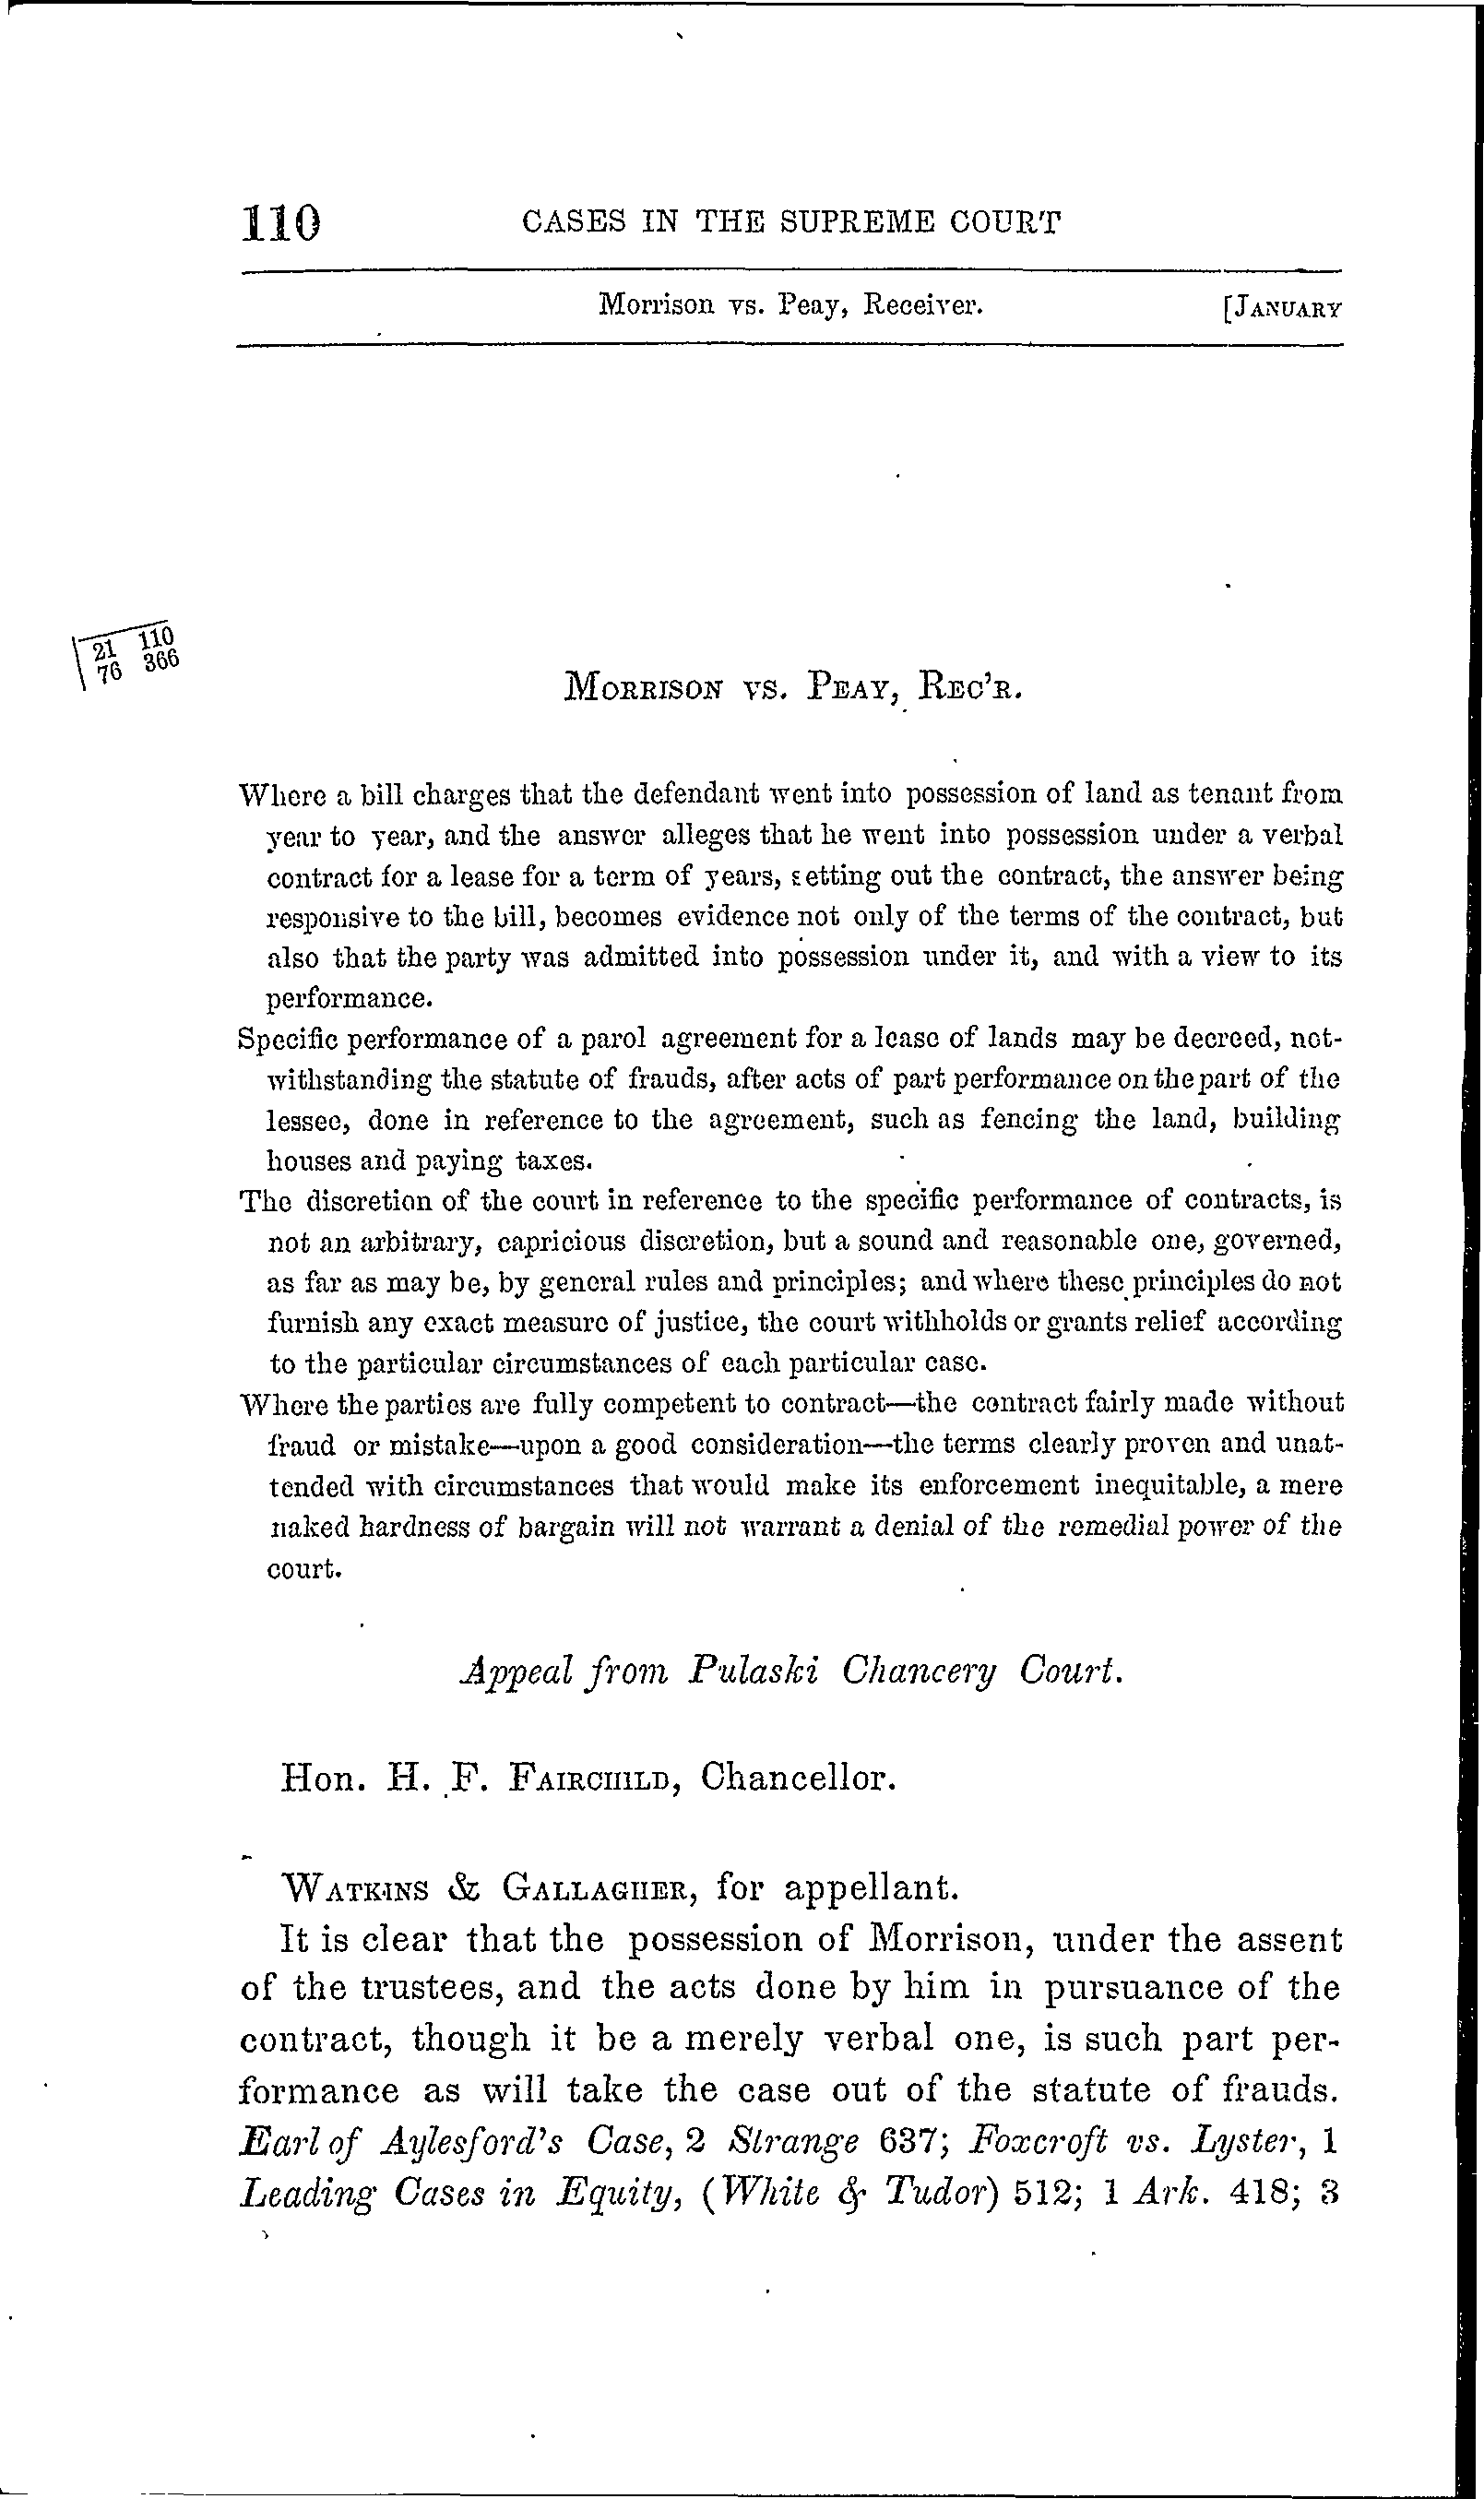 110 CASES IN THE SUPREME COURT
Morrison vs. Peay, Receiver. [JANUARY
21 110
76 366
MORRISON VS. PEAY, REC'R.
Where a bill charges that the defendant went into possession of land as tenant from
year to year, and the answer alleges that he went into possession under a verbal
contract for a lease for a term of years, setting out the contract, the answer being
responsive to the bill, becomes evidence not only of the terms of the contract, but
also that the party was admitted into possession under it, and with a view to its
performance.
Specific performance of a parol agreement for a lease of lands may be decreed, not-
withstanding the statute of frauds, after acts of part performance on the part of the
lessee, done in reference to the agreement, such as fencing the land, building
houses and paying taxes.
The discretion of the court in reference to the specific performance of contracts, is
not an arbitrary, capricious discretion, but a sound and reasonable one, governed,
as far as may be, by general rules and principles; and where these principles do not
furnish any exact measure of justice, the court withholds or grants relief according
to the particular circumstances of each particular case.
Where the parties are fully competent to contract—the contract fairly made without
fraud or mistake—upon a good consideration—the terms clearly proven and unat-
tended with circumstances that would make its enforcement inequitable, a mere
naked hardness of bargain will not warrant a denial of the remedial power of the
court.
Appeal from Pulaski Chancery Court.
Hon. H. F. FAIRCHILD, Chancellor.
WATKINS & GALLAGHER, for appellant.
It is clear that the possession of Morrison, under the assent
of the trustees, and the acts done by him in pursuance of the
contract, though it be a merely verbal one, is such part per-
formance as will take the case out of the statute of frauds.
Earl of Aylesford's Case, 2 Strange 637; Foxcroft vs. Lyster, 1
Leading Cases in Equity, (White & Tudor) 512; 1 Ark. 418; 3